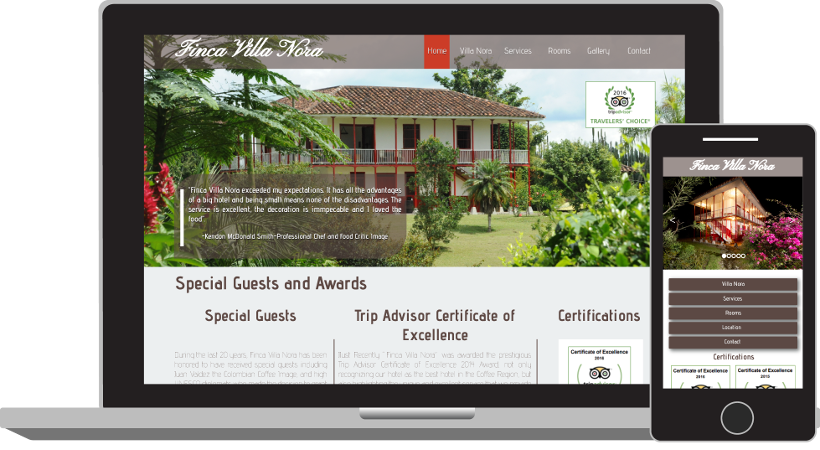 Finca Villa Nora
Home Villa Nora Services Rooms Gallery Contact
2016
tripadvisor
TRAVELERS' CHOICE
"Finca Villa Nora exceeded my expectations. It has all the advantages
of a big hotel and being small means none of the disadvantages. The
service is excellent, the decoration is immpecable and I loved the
food"
-Kendon McDonald Smith-Professional Chef and Food Critic Image
Special Guests and Awards
Special Guests
During the last 20 years, Finca Villa Nora has been
honored to have received special guests including
Juan Valdez the Colombian Coffee Image, and high
Trip Advisor Certificate of
Excellence
Just Recently "Finca Villa Nora" was awarded the prestigious
Trip Advisor Certificate of Excellence 2014 Award, not only
recognizing our hotel as the best hotel in the Coffee Region, but
Certifications
Certificate of Excellence
2016
Finca Villa Nora
Villa Nora
Services
Rooms
Location
Contact
Certifications
Certificate of Excellence
2016
Certificate of Excellence
2015